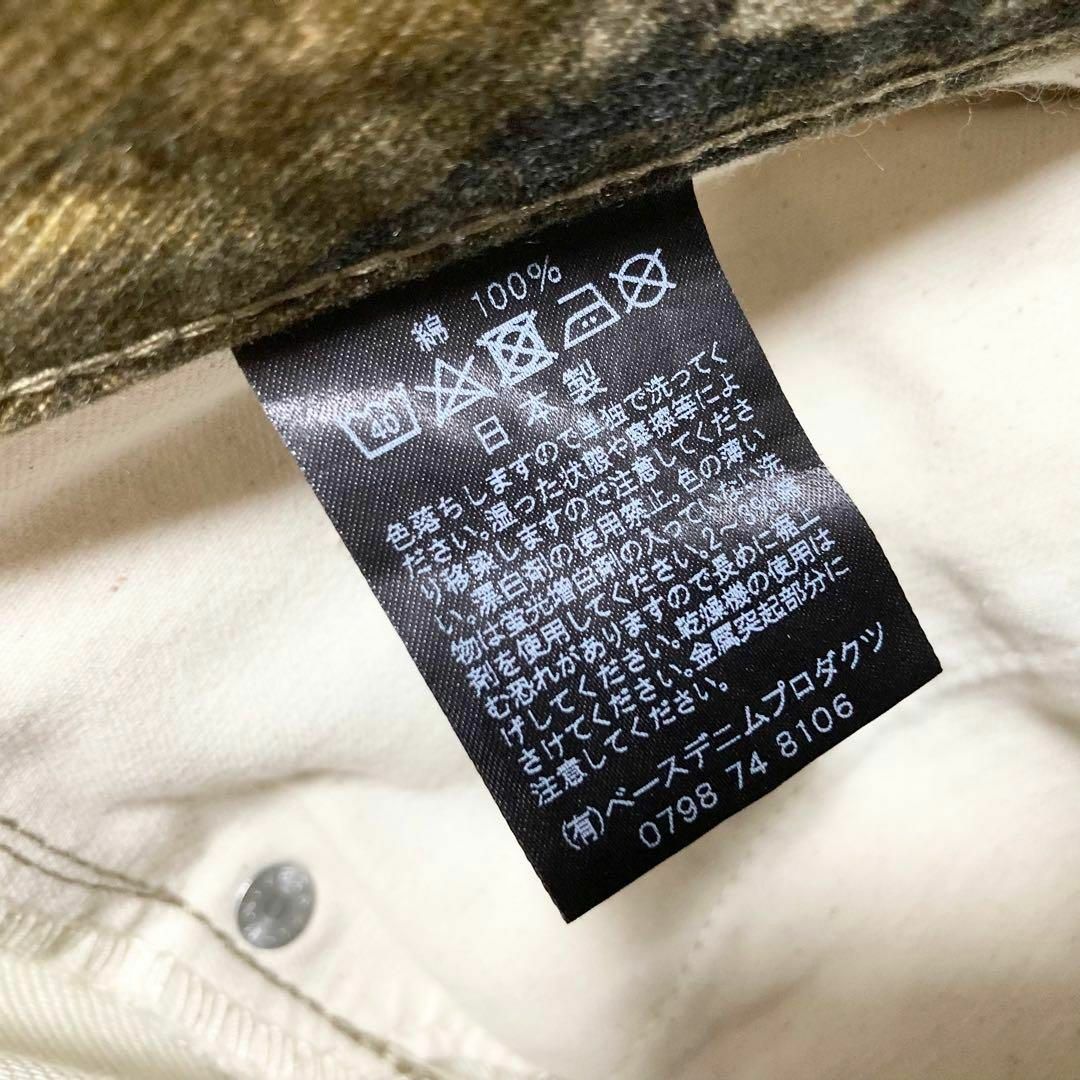 綿 100%
40
日本製
色落ちしますので単独で洗ってく
ださい。湿った状態や摩擦等によ
り移染しますので注意してくださ
い。漂白剤の使用禁止。色の薄い
物は蛍光増白剤の入っていない洗
剤を使用してください。2～3%縮
む恐れがありますので長めに裾上
げしてください。乾燥機の使用は
さけてください。金属突起部分に
注意してください。
(有)ベースデニムプロダクツ
0798 74 8106